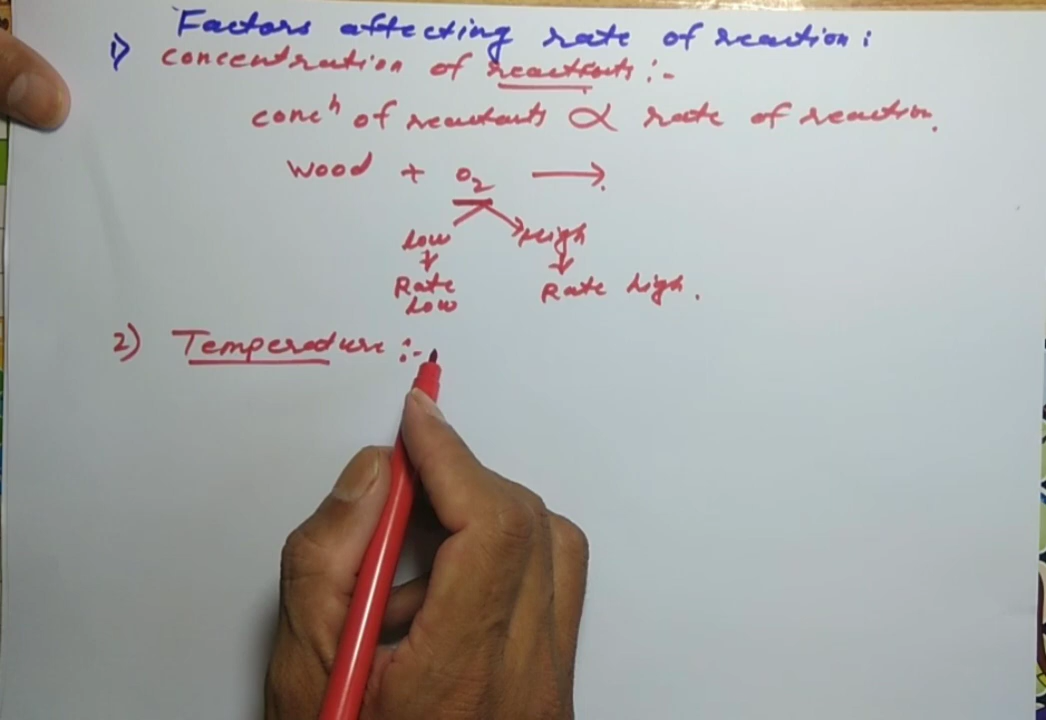 Factors affecting rate of reaction :
1) concentration of reactants :-
concn of reactants ∝ rate of reaction.
Wood + O2 →
Low High
↓ ↓
Rate Low Rate high.
2) Temperature :-